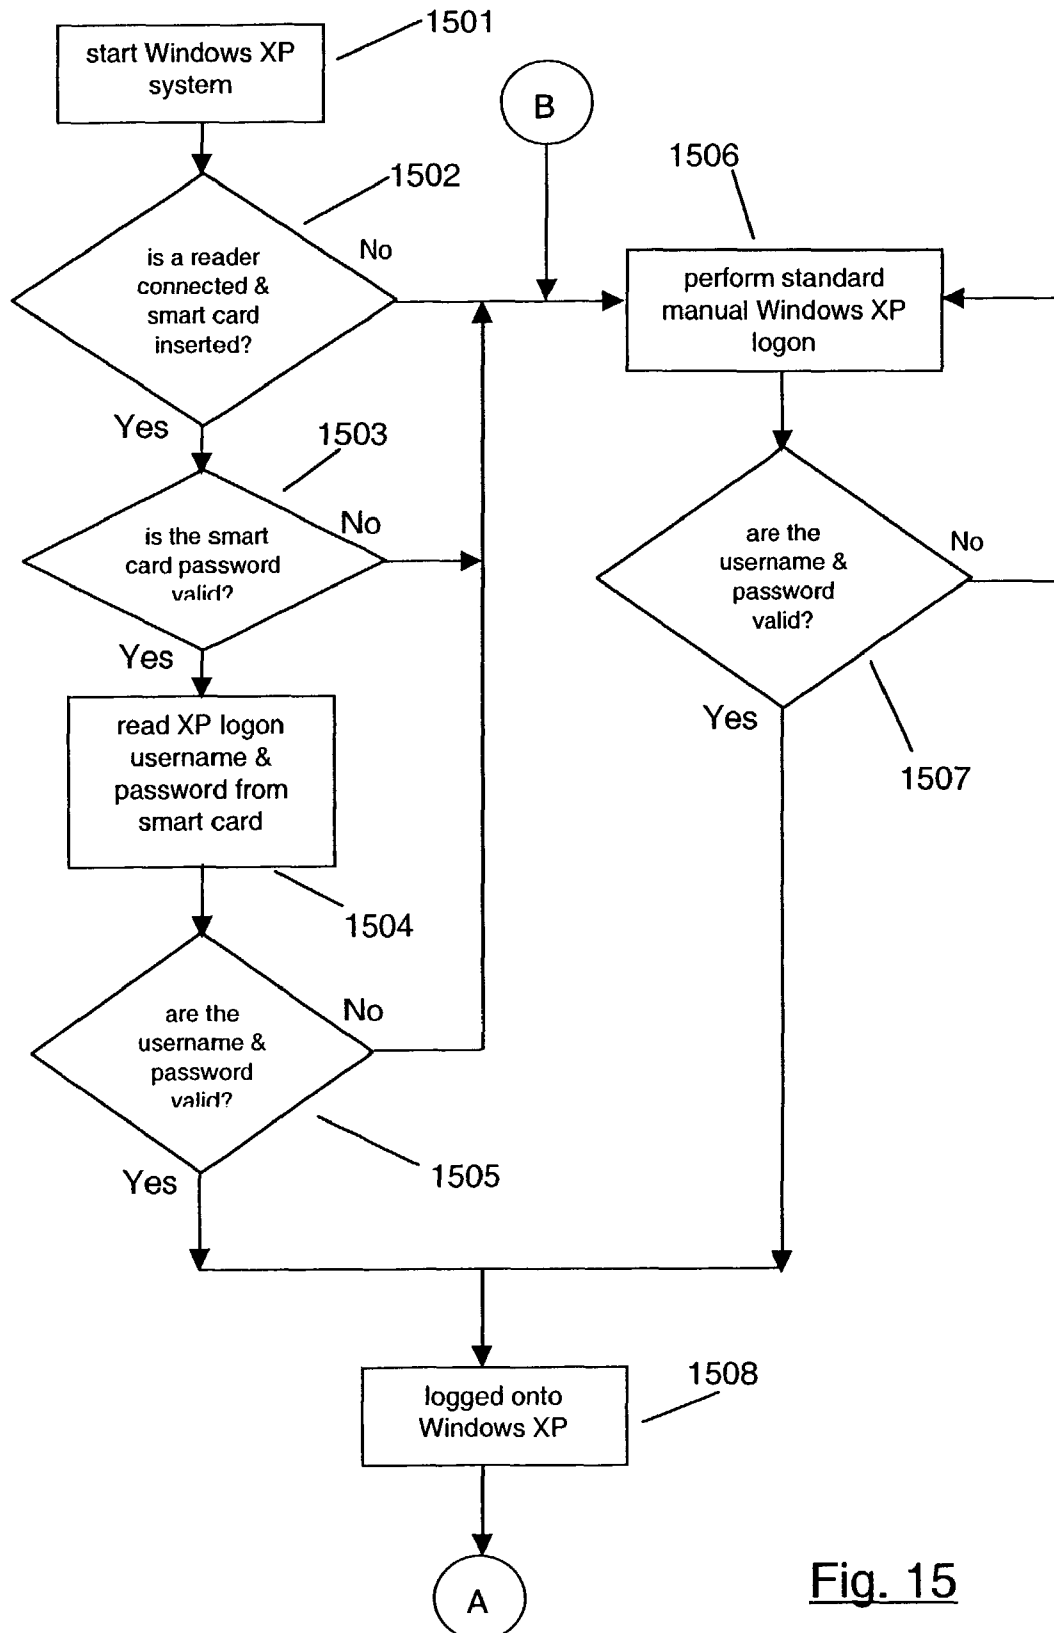 1501
start Windows XP
system
B
1506
1502
No
is a reader
connected &
smart card
inserted?
perform standard
manual Windows XP
logon
Yes
1503
No
is the smart
card password
valid?
are the
username &
password
valid?
No
Yes
Yes
1507
read XP logon
username &
password from
smart card
1504
No
are the
username &
password
valid?
1505
Yes
1508
logged onto
Windows XP
A
Fig. 15